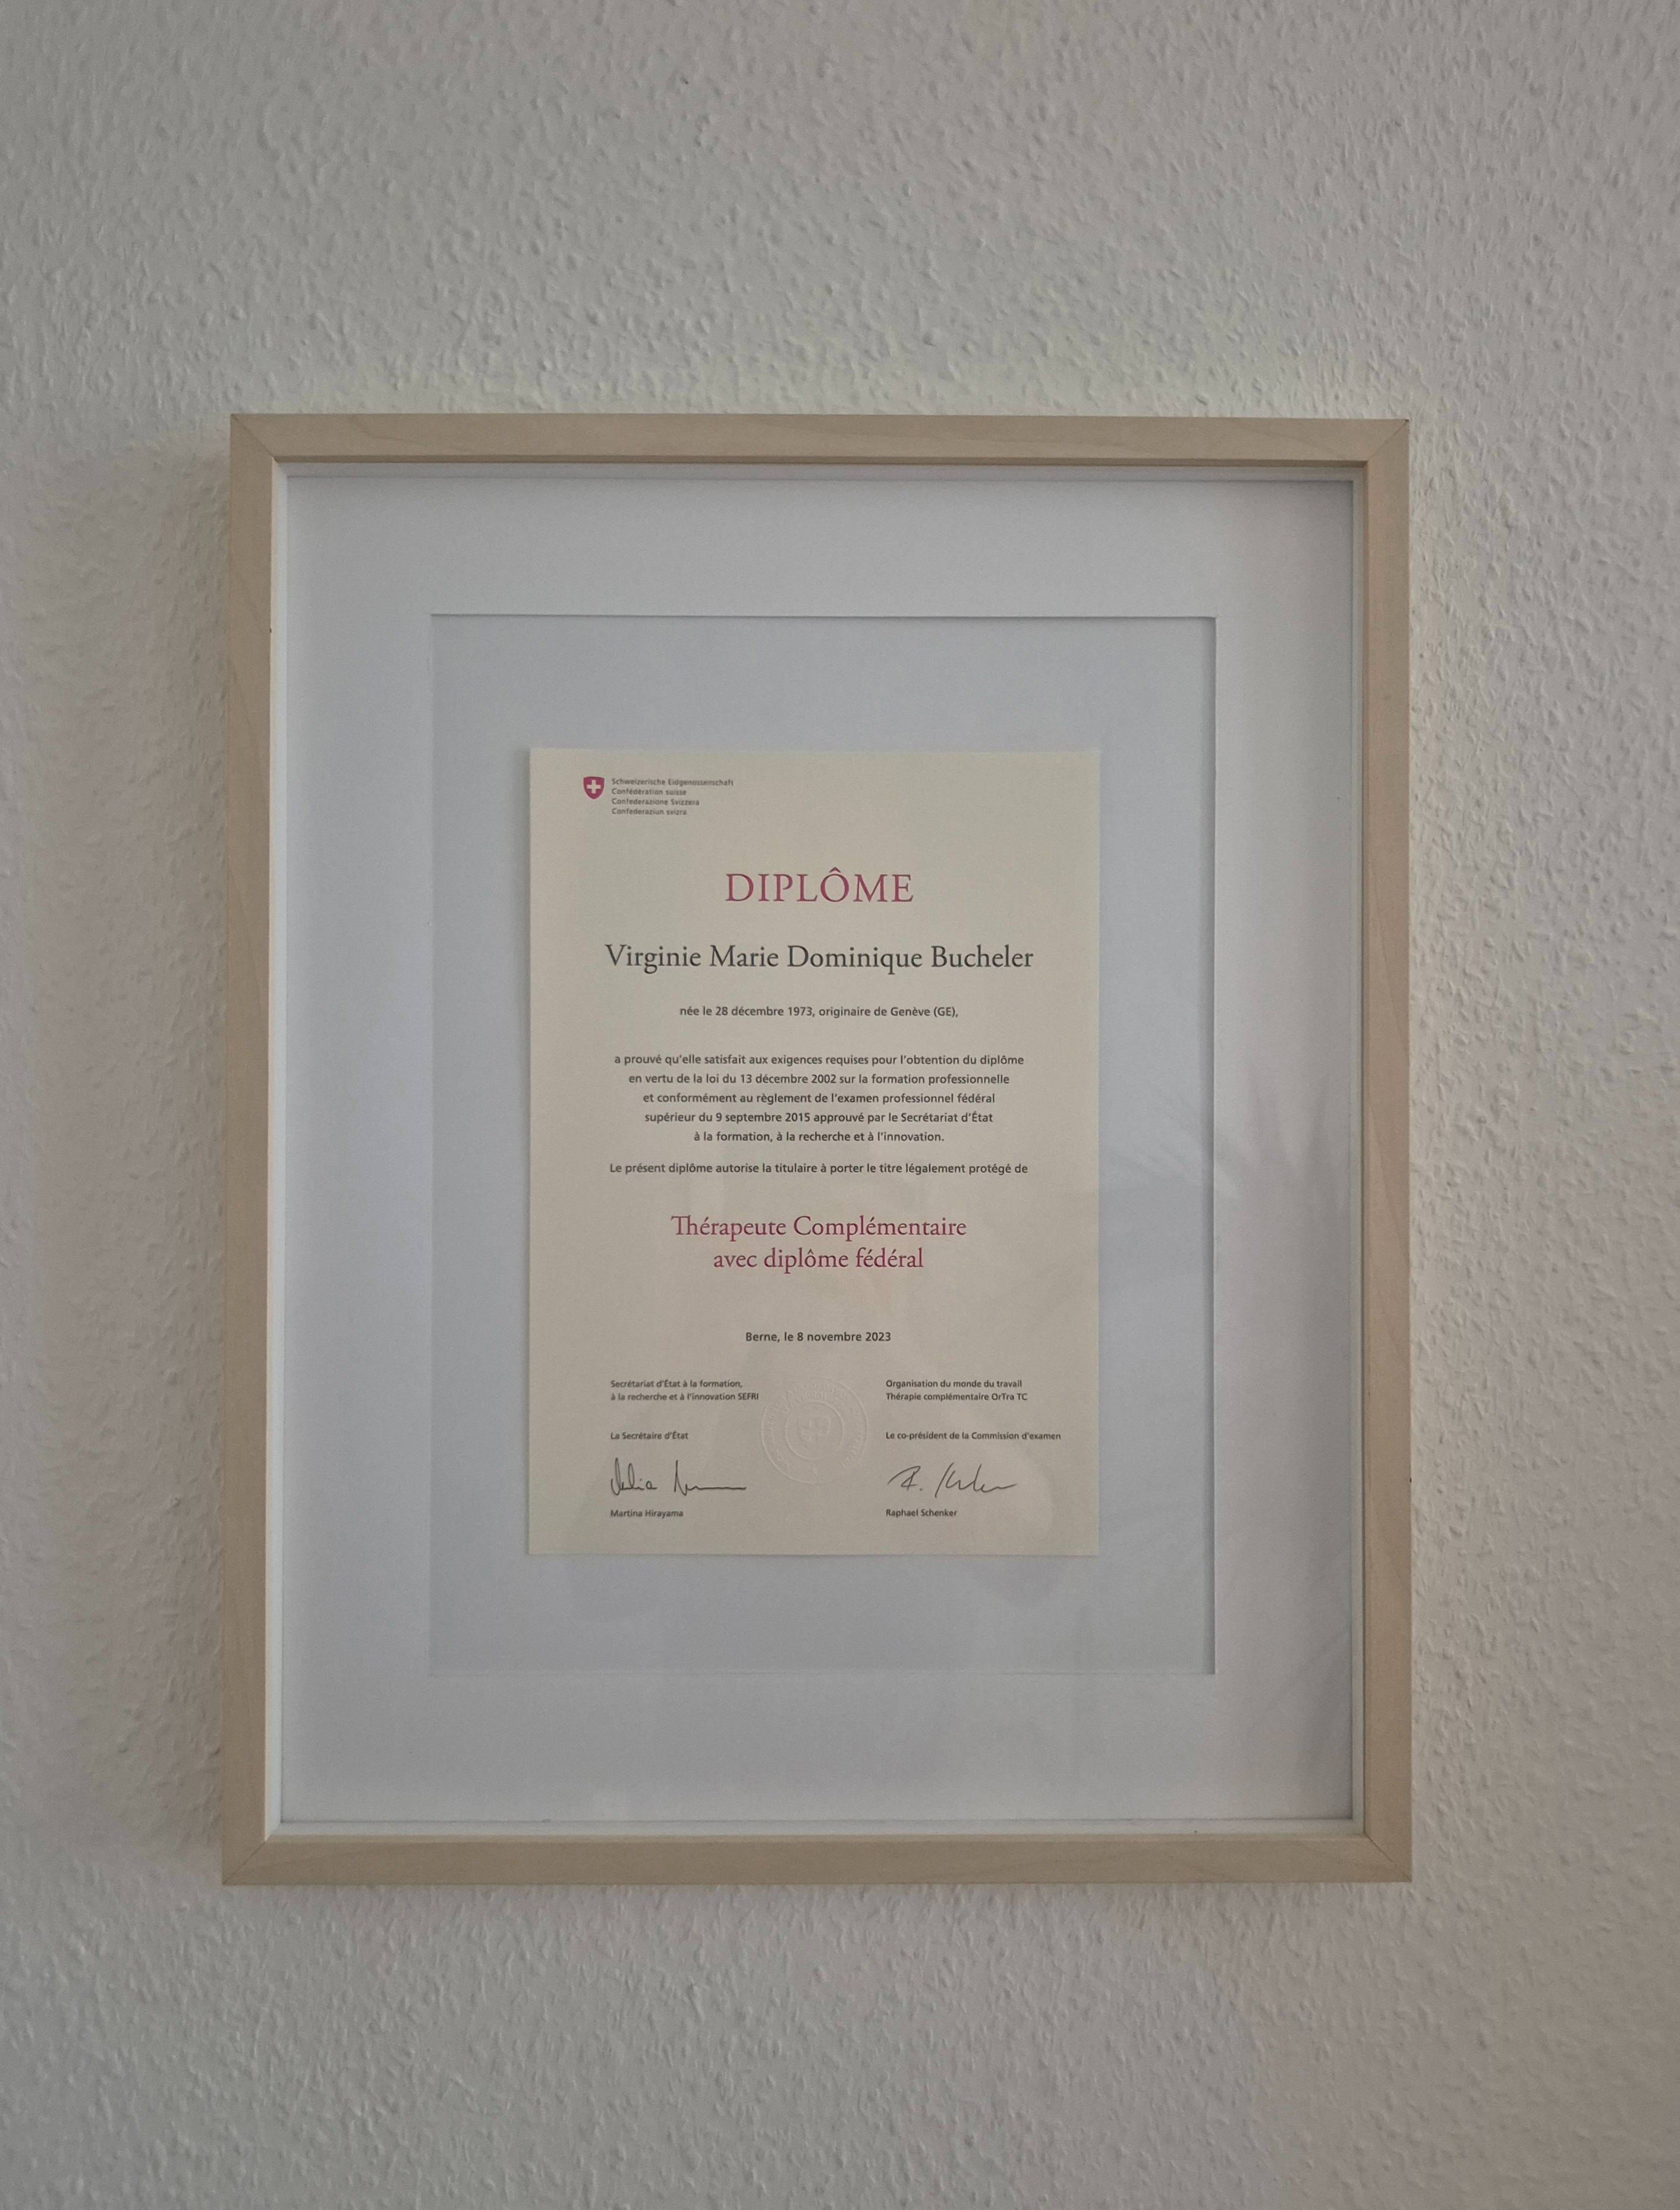 Schweizerische Eidgenossenschaft
Confédération suisse
Confederazione Svizzera
Confederaziun svizra
DIPLÔME
Virginie Marie Dominique Bucheler
née le 28 décembre 1973, originaire de Genève (GE),
a prouvé qu'elle satisfait aux exigences requises pour l'obtention du diplôme
en vertu de la loi du 13 décembre 2002 sur la formation professionnelle
et conformément au règlement de l'examen professionnel fédéral
supérieur du 9 septembre 2015 approuvé par le Secrétariat d'État
à la formation, à la recherche et à l'innovation.
Le présent diplôme autorise la titulaire à porter le titre légalement protégé de
Thérapeute Complémentaire
avec diplôme fédéral
Berne, le 8 novembre 2023
Secrétariat d'État à la formation,
à la recherche et à l'innovation SEFRI
La Secrétaire d'État
Martina Hirayama
Organisation du monde du travail
Thérapie complémentaire OrTra TC
Le co-président de la Commission d'examen
Raphael Schenker